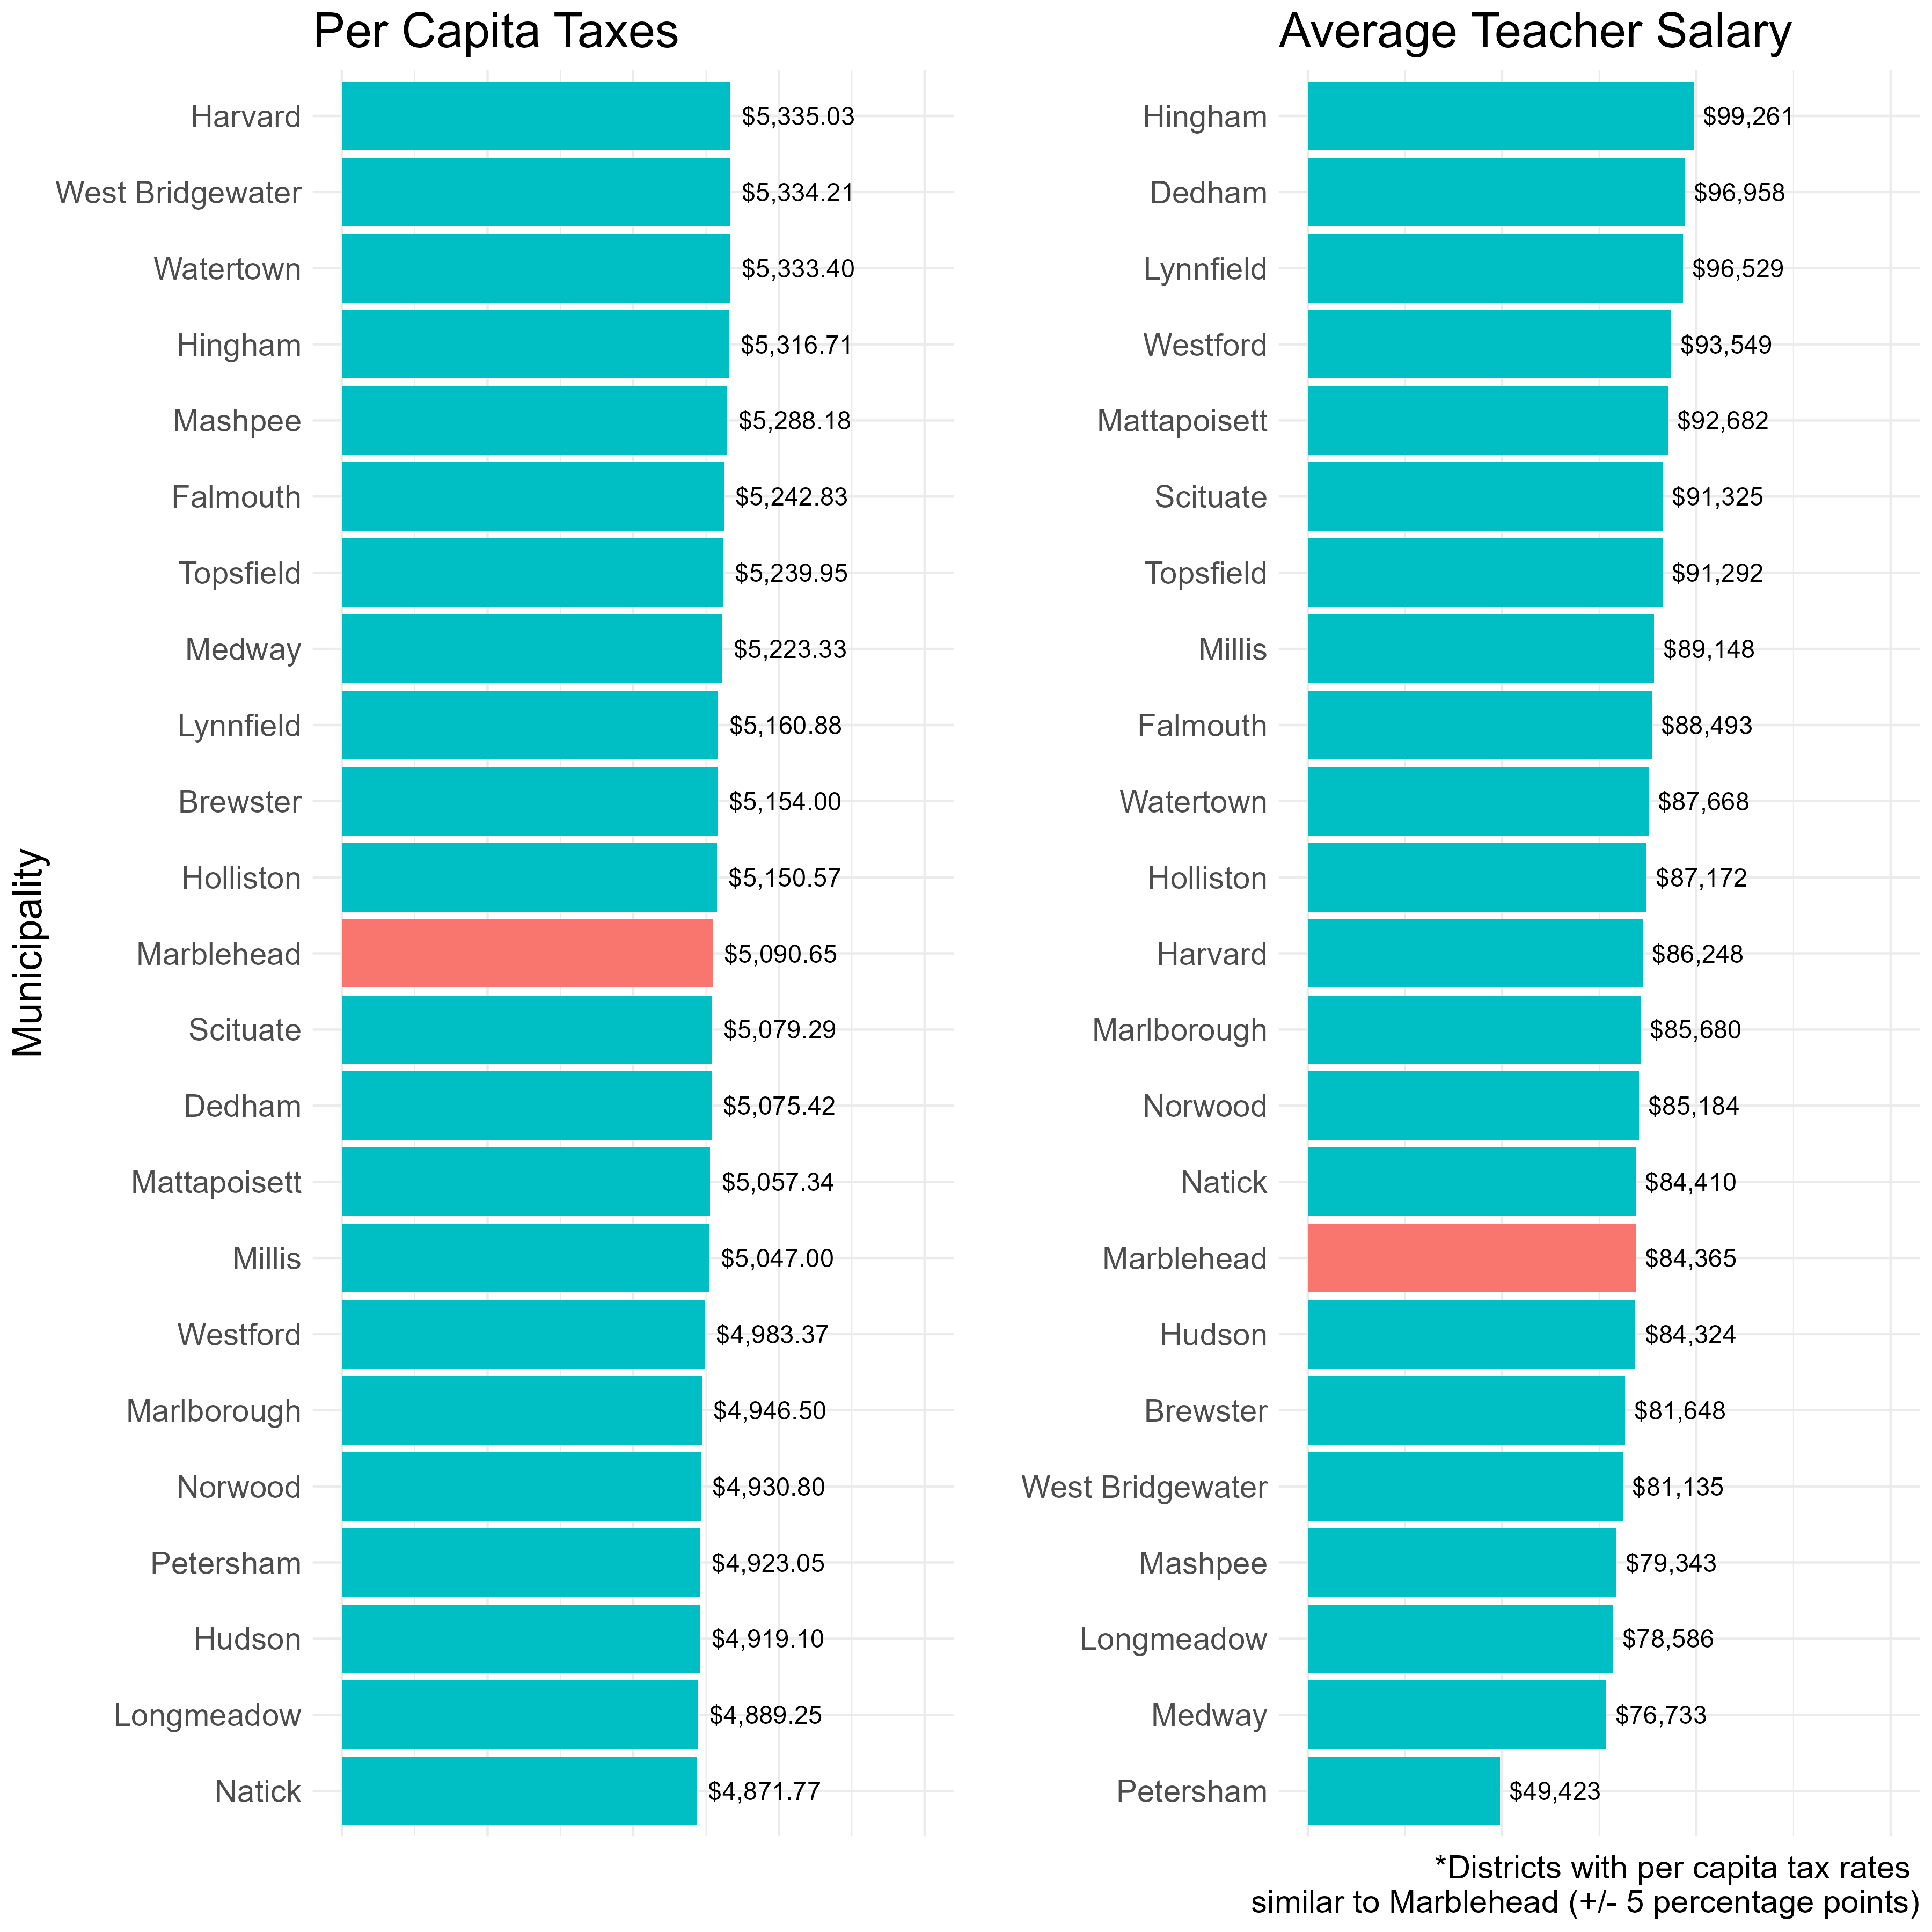 Per Capita Taxes
Municipality
Harvard $5,335.03
West Bridgewater $5,334.21
Watertown $5,333.40
Hingham $5,316.71
Mashpee $5,288.18
Falmouth $5,242.83
Topsfield $5,239.95
Medway $5,223.33
Lynnfield $5,160.88
Brewster $5,154.00
Holliston $5,150.57
Marblehead $5,090.65
Scituate $5,079.29
Dedham $5,075.42
Mattapoisett $5,057.34
Millis $5,047.00
Westford $4,983.37
Marlborough $4,946.50
Norwood $4,930.80
Petersham $4,923.05
Hudson $4,919.10
Longmeadow $4,889.25
Natick $4,871.77
Average Teacher Salary
Hingham $99,261
Dedham $96,958
Lynnfield $96,529
Westford $93,549
Mattapoisett $92,682
Scituate $91,325
Topsfield $91,292
Millis $89,148
Falmouth $88,493
Watertown $87,668
Holliston $87,172
Harvard $86,248
Marlborough $85,680
Norwood $85,184
Natick $84,410
Marblehead $84,365
Hudson $84,324
Brewster $81,648
West Bridgewater $81,135
Mashpee $79,343
Longmeadow $78,586
Medway $76,733
Petersham $49,423
*Districts with per capita tax rates
similar to Marblehead (+/- 5 percentage points)